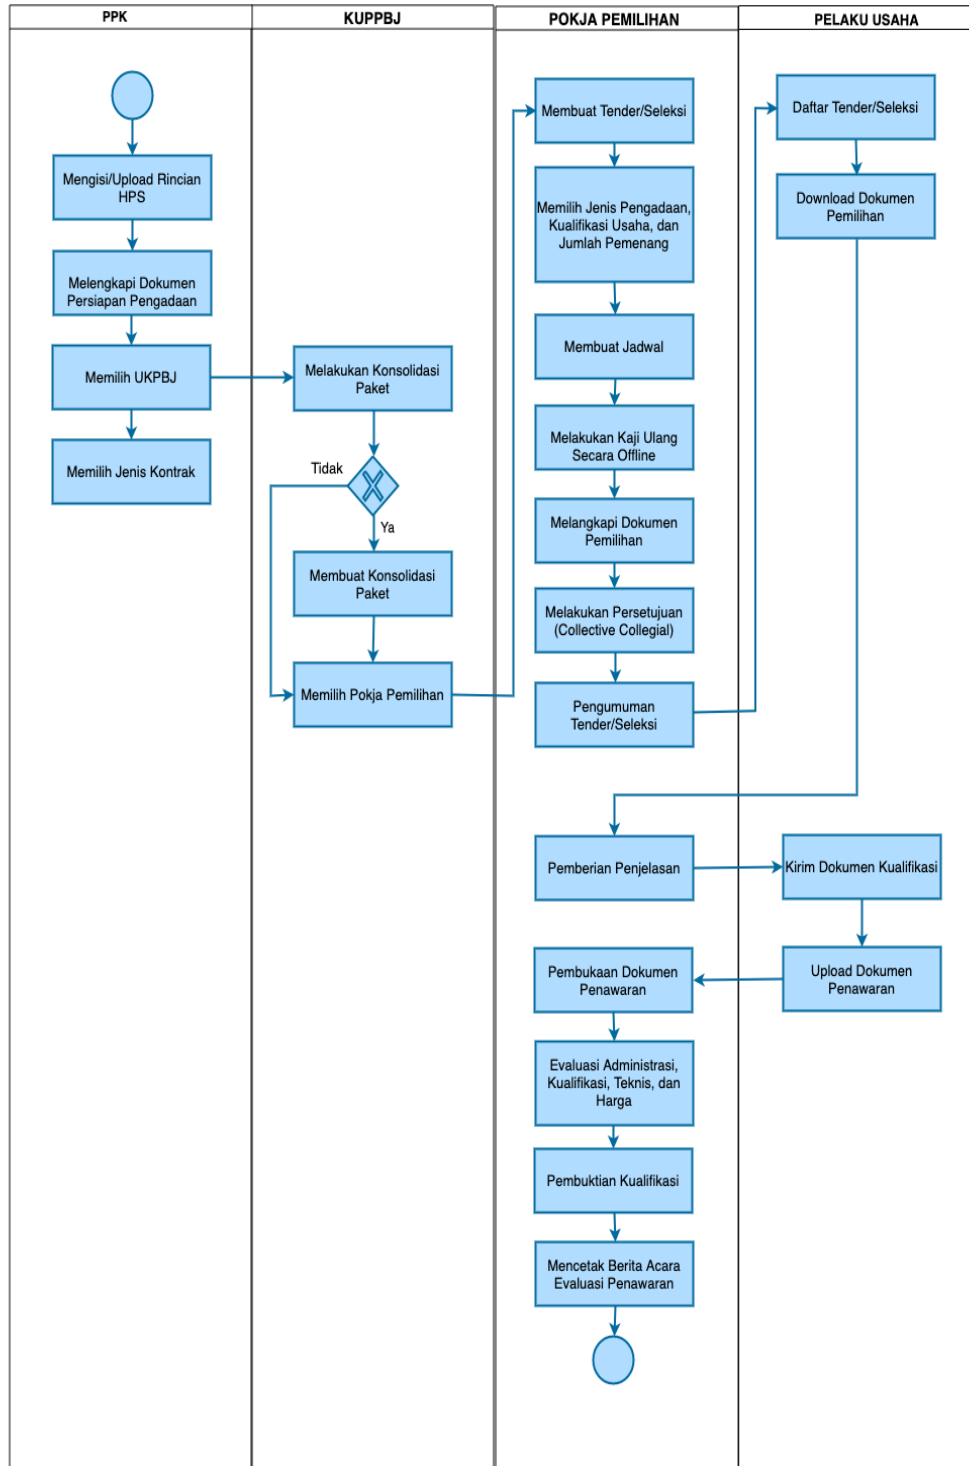 PPK
KUPPBJ
POKJA PEMILIHAN
PELAKU USAHA
Mengisi/Upload Rincian
HPS
Melengkapi Dokumen
Persiapan Pengadaan
Memilih UKPBJ
Memilih Jenis Kontrak
Melakukan Konsolidasi
Paket
Tidak
Ya
Membuat Konsolidasi
Paket
Memilih Pokja Pemilihan
Membuat Tender/Seleksi
Memilih Jenis Pengadaan,
Kualifikasi Usaha, dan
Jumlah Pemenang
Membuat Jadwal
Melakukan Kaji Ulang
Secara Offline
Melangkapi Dokumen
Pemilihan
Melakukan Persetujuan
(Collective Collegial)
Pengumuman
Tender/Seleksi
Daftar Tender/Seleksi
Download Dokumen
Pemilihan
Pemberian Penjelasan
Kirim Dokumen Kualifikasi
Upload Dokumen
Penawaran
Pembukaan Dokumen
Penawaran
Evaluasi Administrasi,
Kualifikasi, Teknis, dan
Harga
Pembuktian Kualifikasi
Mencetak Berita Acara
Evaluasi Penawaran